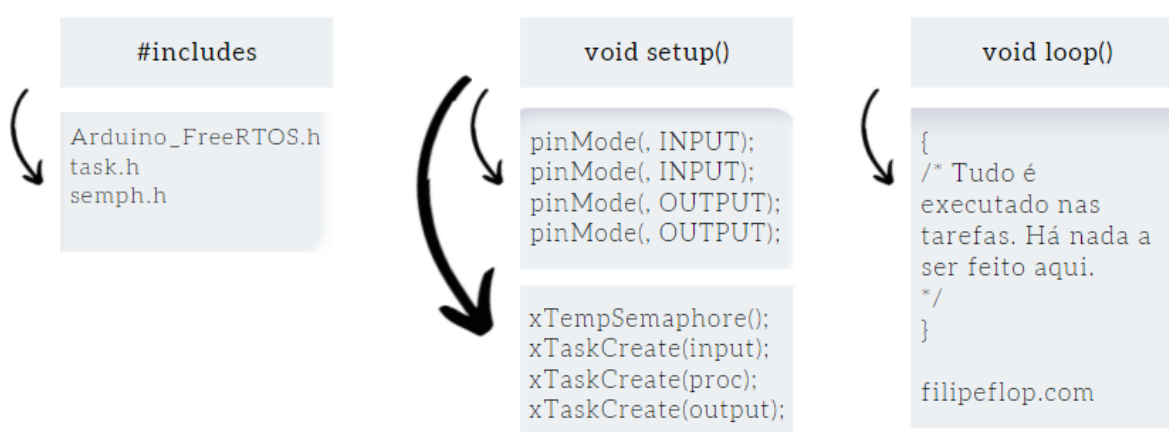 #includes
Arduino_FreeRTOS.h
task.h
semph.h
void setup()
pinMode(, INPUT);
pinMode(, INPUT);
pinMode(, OUTPUT);
pinMode(, OUTPUT);
xTempSemaphore();
xTaskCreate(input);
xTaskCreate(proc);
xTaskCreate(output);
void loop()
{
/* Tudo é
executado nas
tarefas. Há nada a
ser feito aqui.
*/
}
filipeflop.com